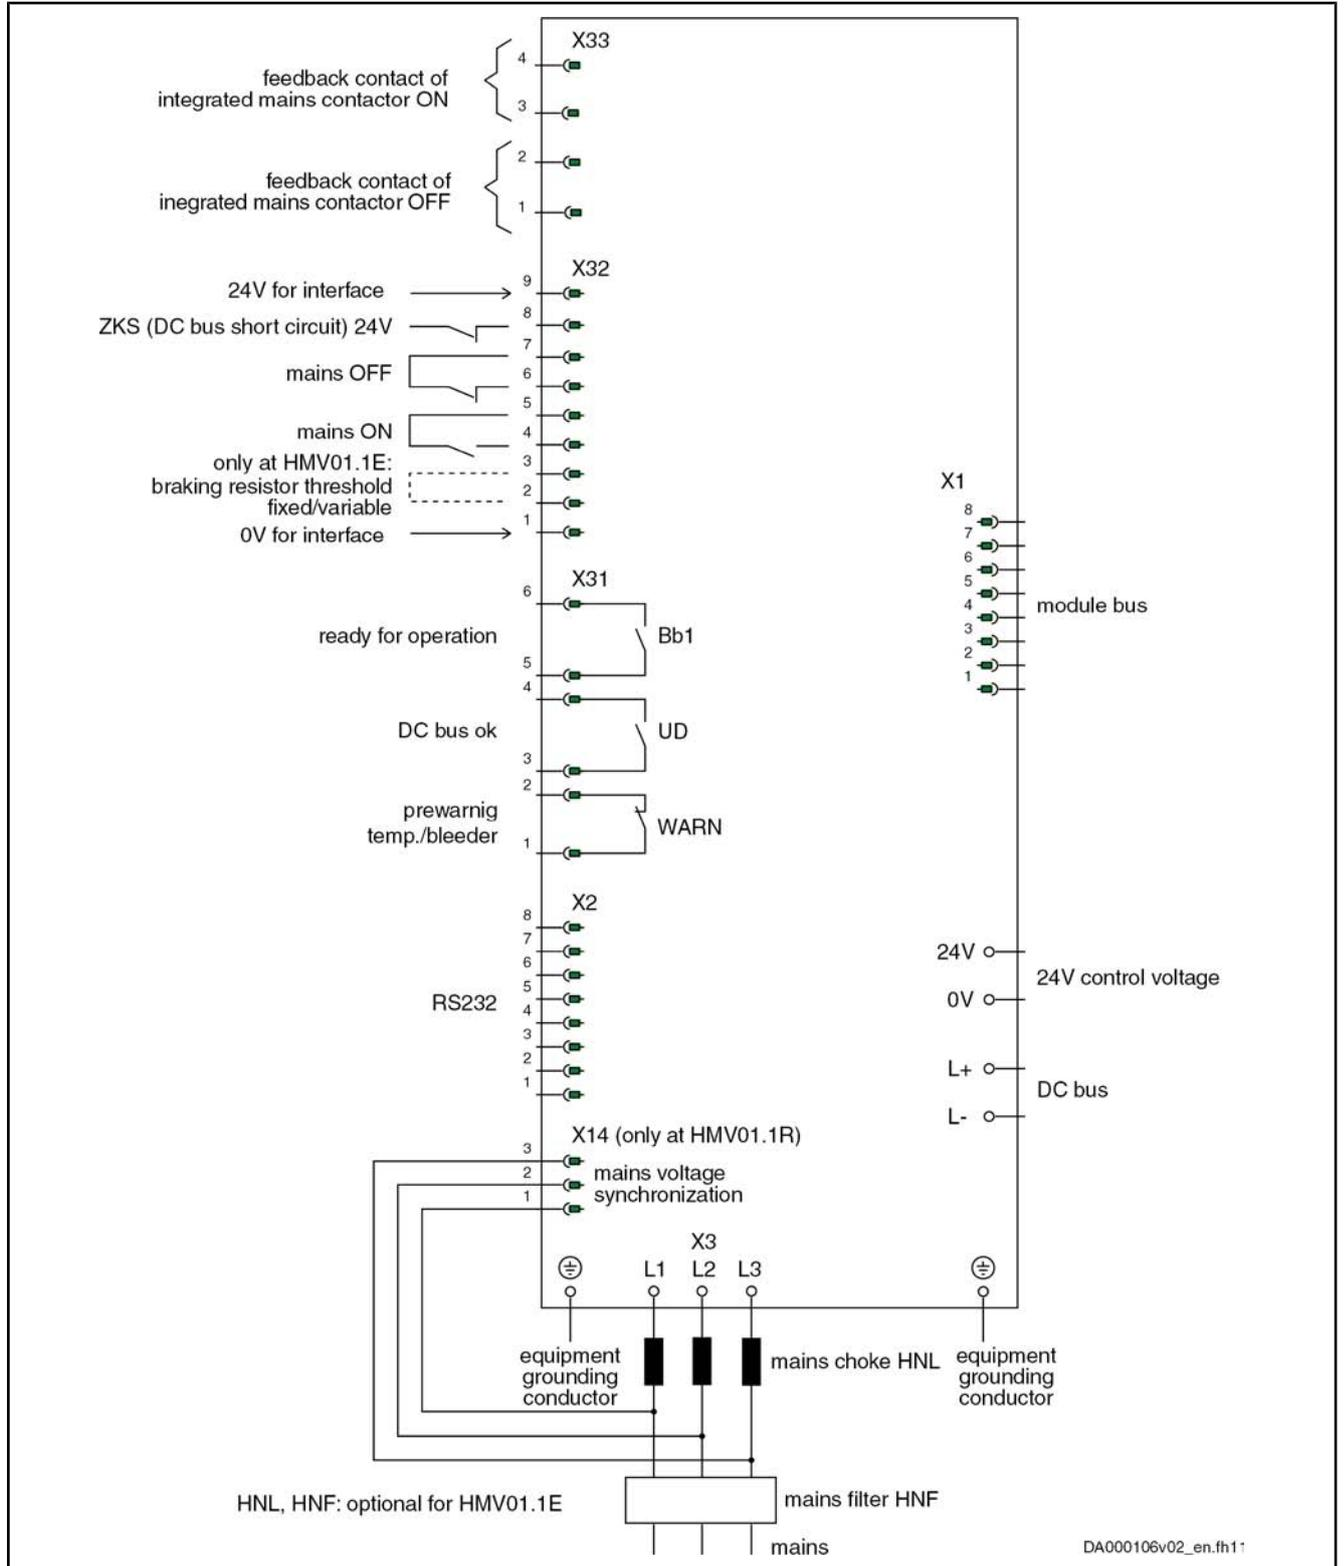 X33
4
feedback contact of
integrated mains contactor ON
3
2
feedback contact of
inegrated mains contactor OFF
1
X32
9
24V for interface
8
ZKS (DC bus short circuit) 24V
7
mains OFF
6
5
mains ON
4
only at HMV01.1E:
braking resistor threshold
fixed/variable
3
2
1
0V for interface
X1
8
7
6
5
4
3
2
1
module bus
X31
6
ready for operation
Bb1
5
4
DC bus ok
UD
3
2
prewarnig
temp./bleeder
WARN
1
X2
8
7
6
5
RS232
4
3
2
1
24V
24V control voltage
0V
L+
DC bus
L-
X14 (only at HMV01.1R)
3
2
1
mains voltage
synchronization
X3
L1 L2 L3
equipment
grounding
conductor
mains choke HNL
equipment
grounding
conductor
HNL, HNF: optional for HMV01.1E
mains filter HNF
mains
DA000106v02_en.fh11